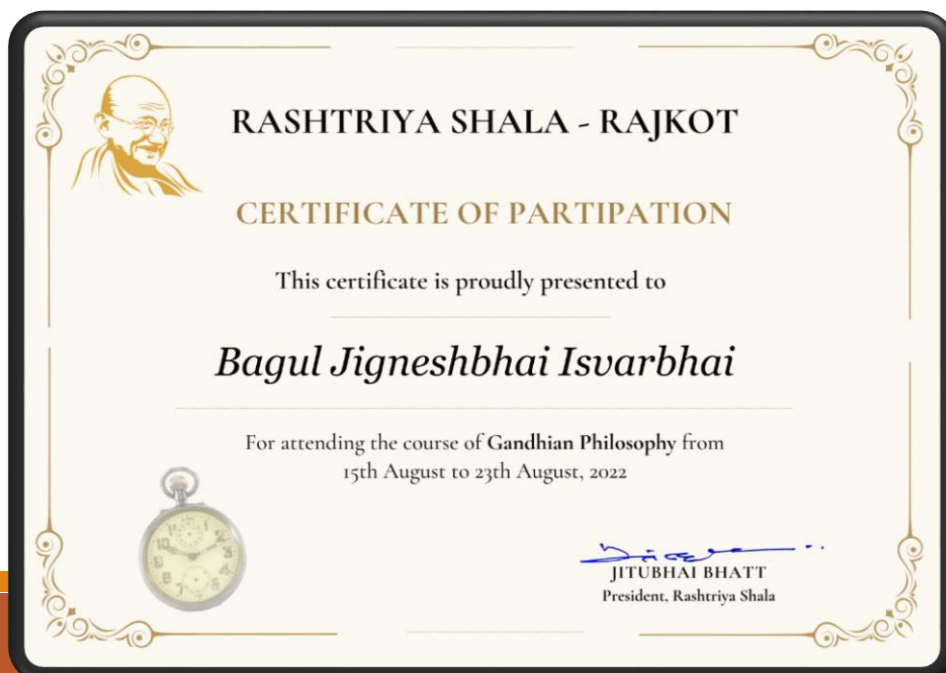 RASHTRIYA SHALA - RAJKOT
CERTIFICATE OF PARTIPATION
This certificate is proudly presented to
Bagul Jigneshbhai Isvarbhai
For attending the course of Gandhian Philosophy from
15th August to 23th August, 2022
JITUBHAI BHATT
President, Rashtriya Shala